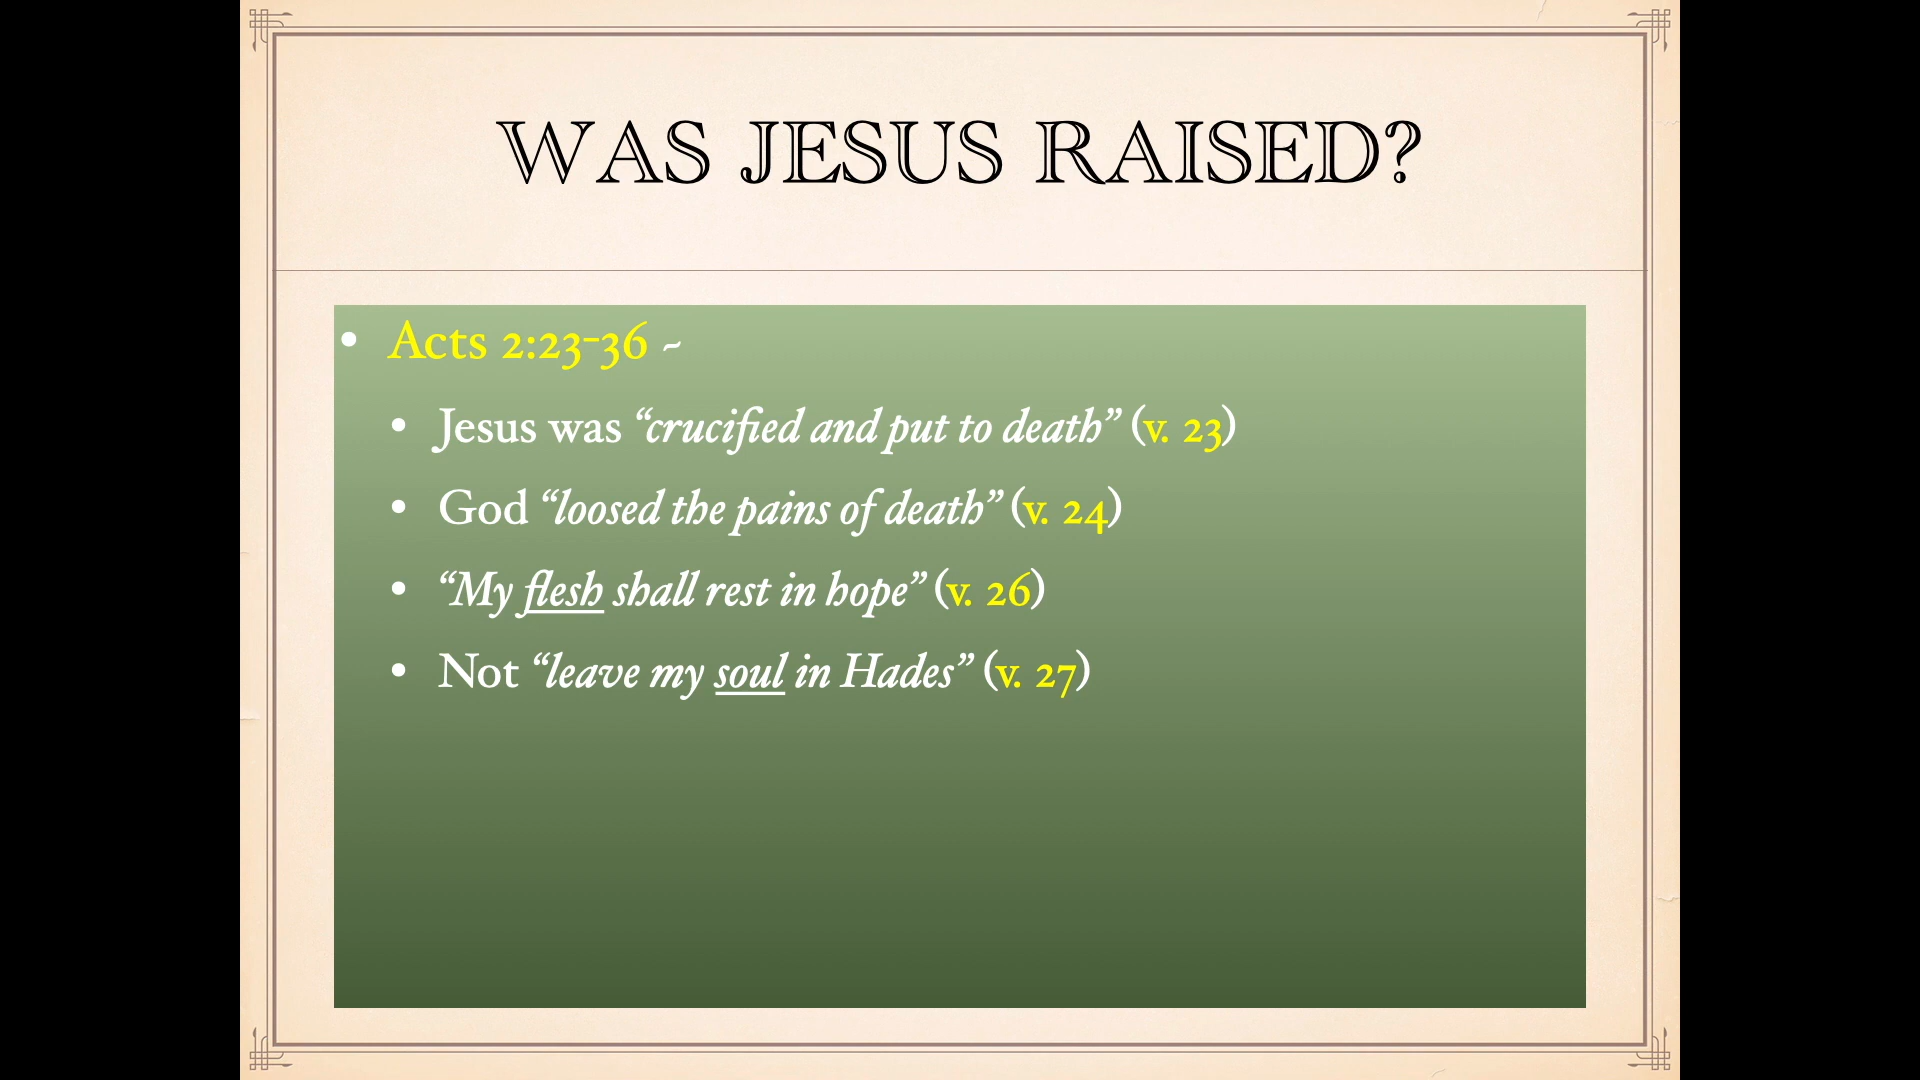 WAS JESUS RAISED?
• Acts 2:23-36 ~
• Jesus was “crucified and put to death” (v. 23)
• God “loosed the pains of death” (v. 24)
• “My flesh shall rest in hope” (v. 26)
• Not “leave my soul in Hades” (v. 27)